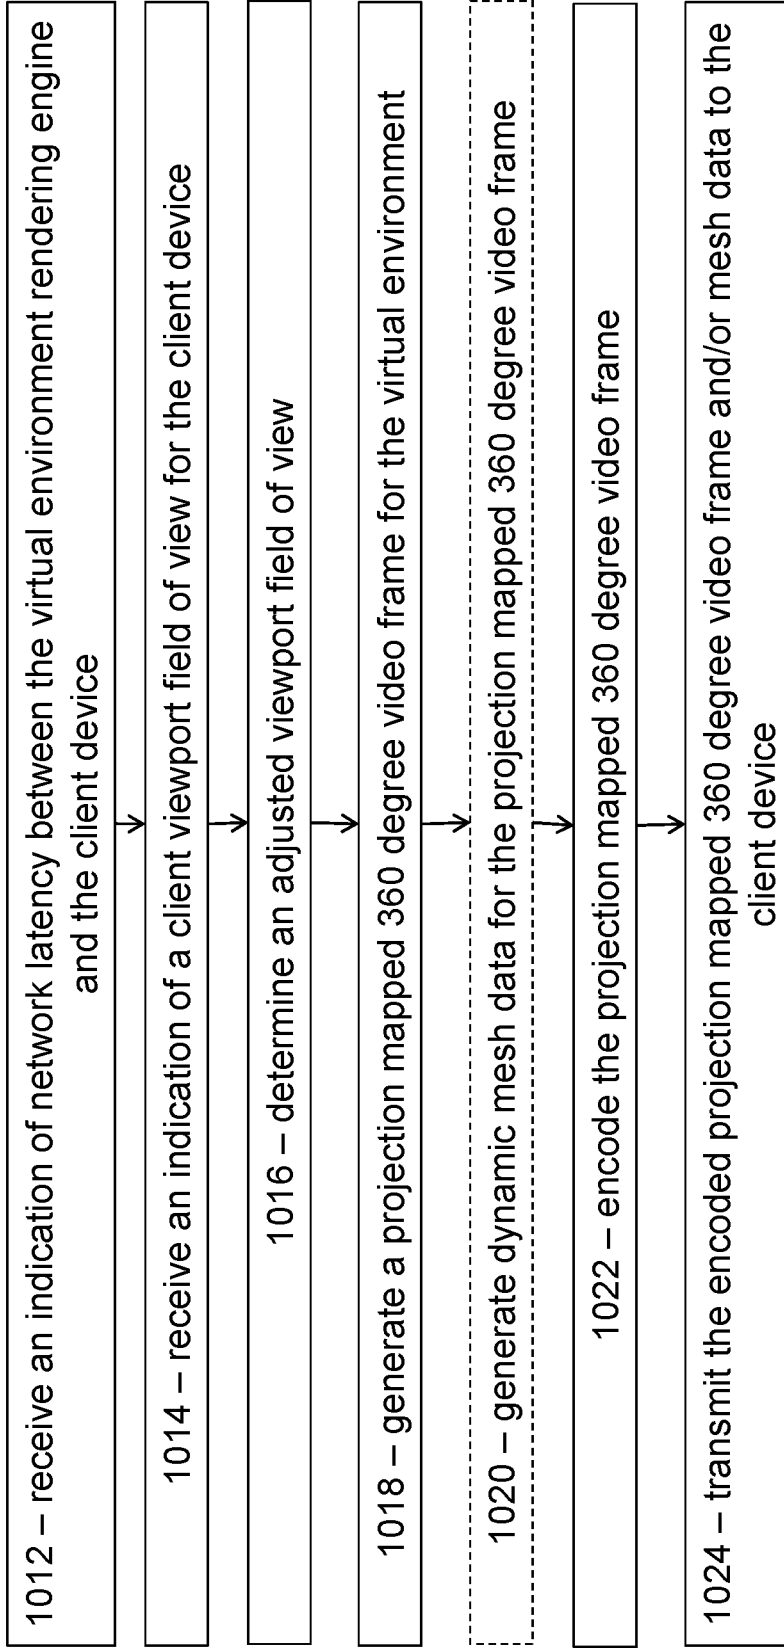 1012 – receive an indication of network latency between the virtual environment rendering engine
and the client device
1014 – receive an indication of a client viewport field of view for the client device
1016 – determine an adjusted viewport field of view
1018 – generate a projection mapped 360 degree video frame for the virtual environment
1020 – generate dynamic mesh data for the projection mapped 360 degree video frame
1022 – encode the projection mapped 360 degree video frame
1024 – transmit the encoded projection mapped 360 degree video frame and/or mesh data to the
client device